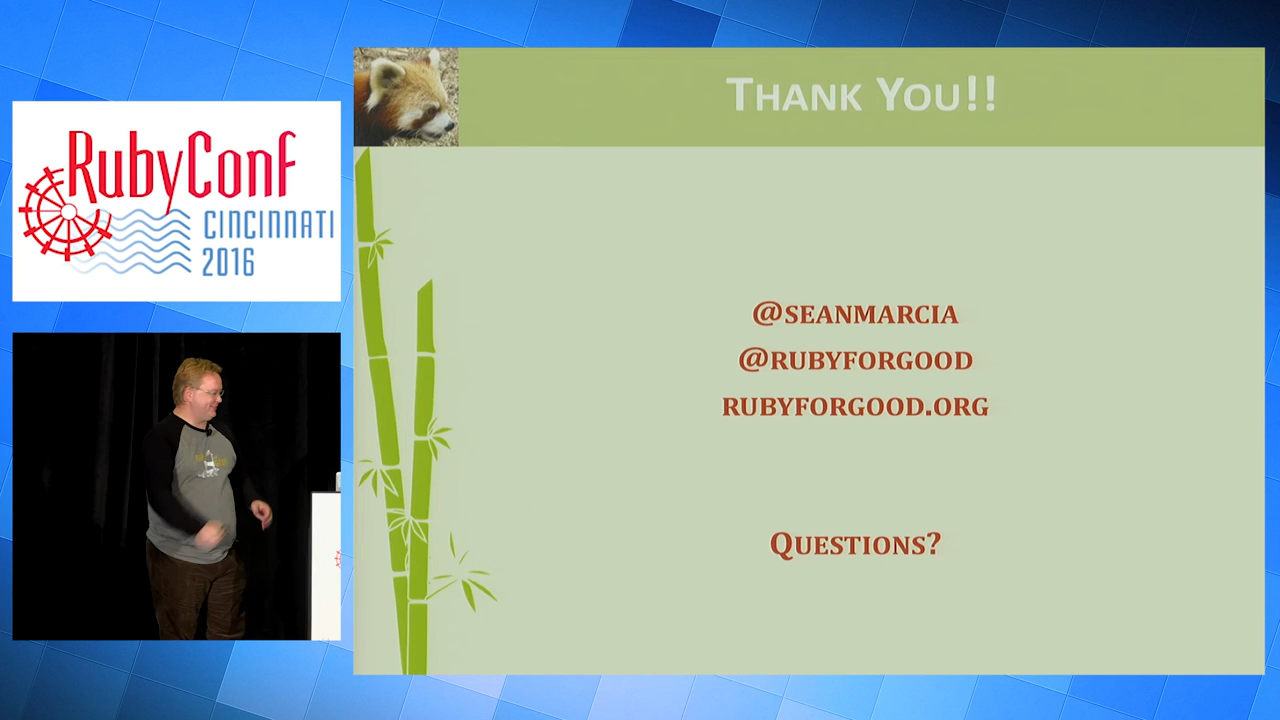 RubyConf
CINCINNATI
2016
THANK YOU!!
@SEANMARCIA
@RUBYFORGOOD
RUBYFORGOOD.ORG
QUESTIONS?